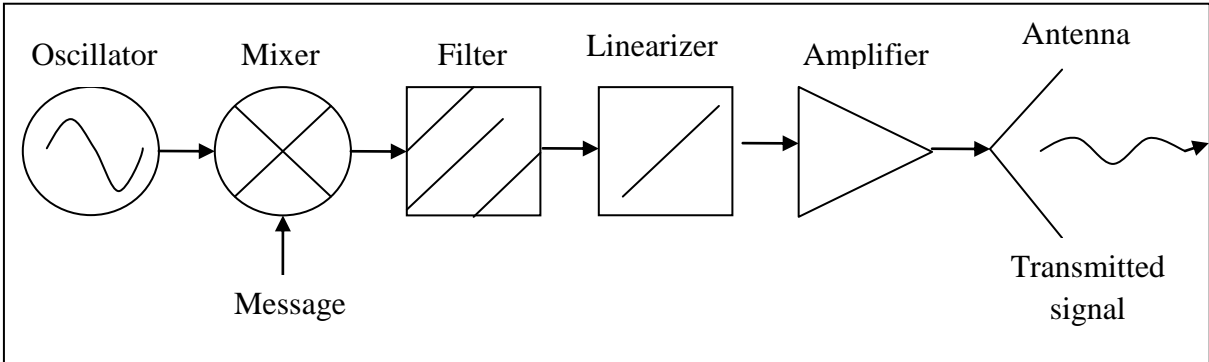 Oscillator
Mixer
Filter
Linearizer
Amplifier
Antenna
Message
Transmitted
signal